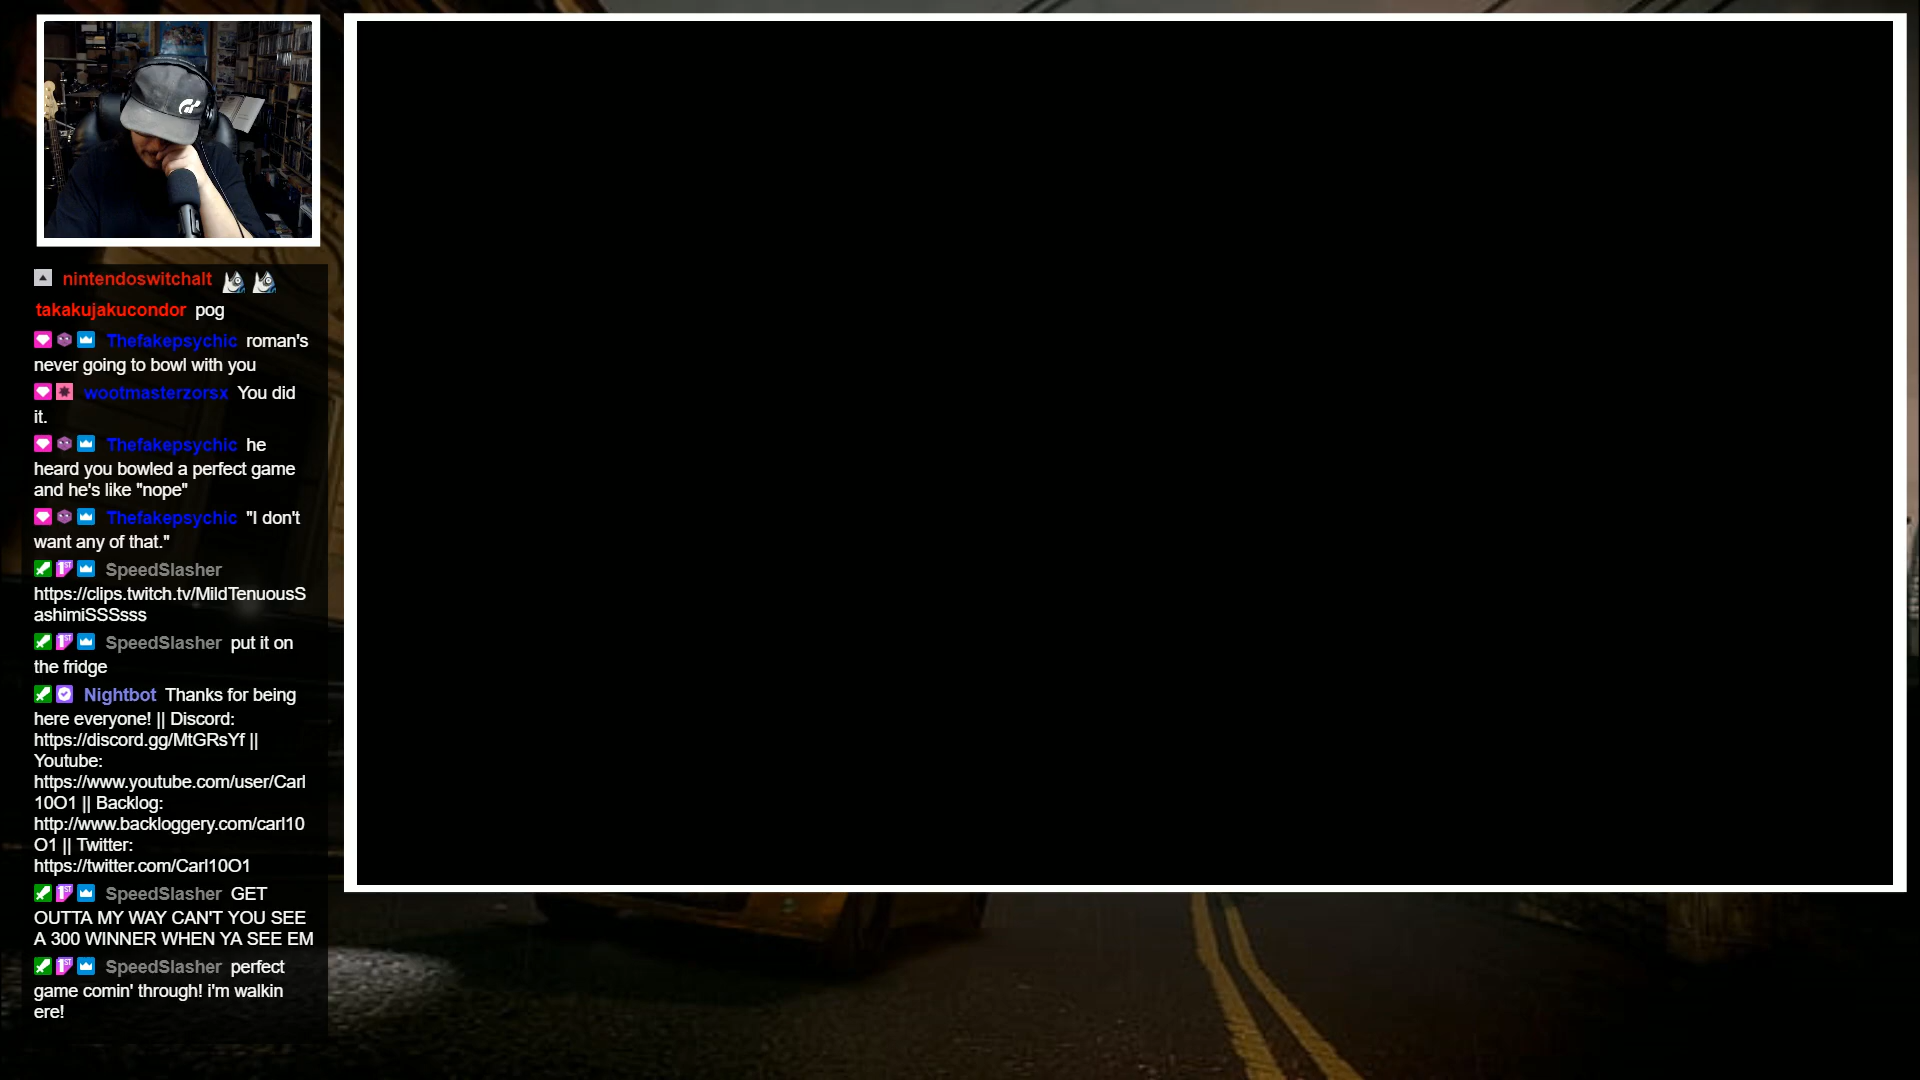 nintendoswitchalt
takakujakucondor pog
Thefakepsychic roman's
never going to bowl with you
wootmasterzorsx You did
it.
Thefakepsychic he
heard you bowled a perfect game
and he's like "nope"
Thefakepsychic "I don't
want any of that."
SpeedSlasher
https://clips.twitch.tv/MildTenuousS
ashimiSSSsss
SpeedSlasher put it on
the fridge
Nightbot Thanks for being
here everyone! || Discord:
https://discord.gg/MtGRsYf ||
Youtube:
https://www.youtube.com/user/Carl
10O1 || Backlog:
http://www.backloggery.com/carl10
O1 || Twitter:
https://twitter.com/Carl10O1
SpeedSlasher GET
OUTTA MY WAY CAN'T YOU SEE
A 300 WINNER WHEN YA SEE EM
SpeedSlasher perfect
game comin' through! i'm walkin
ere!